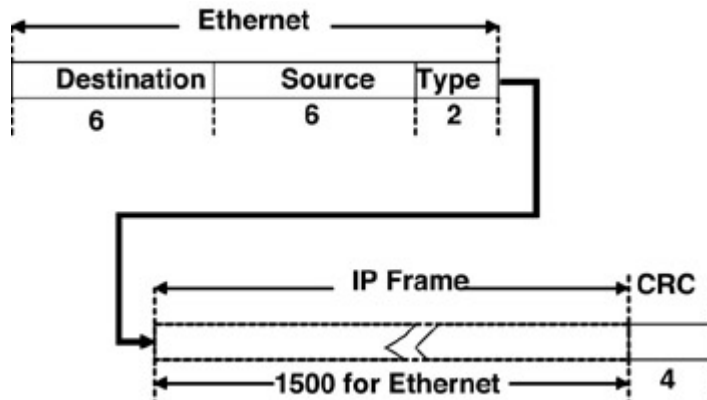 Ethernet
Destination Source Type
6 6 2
IP Frame CRC
1500 for Ethernet 4